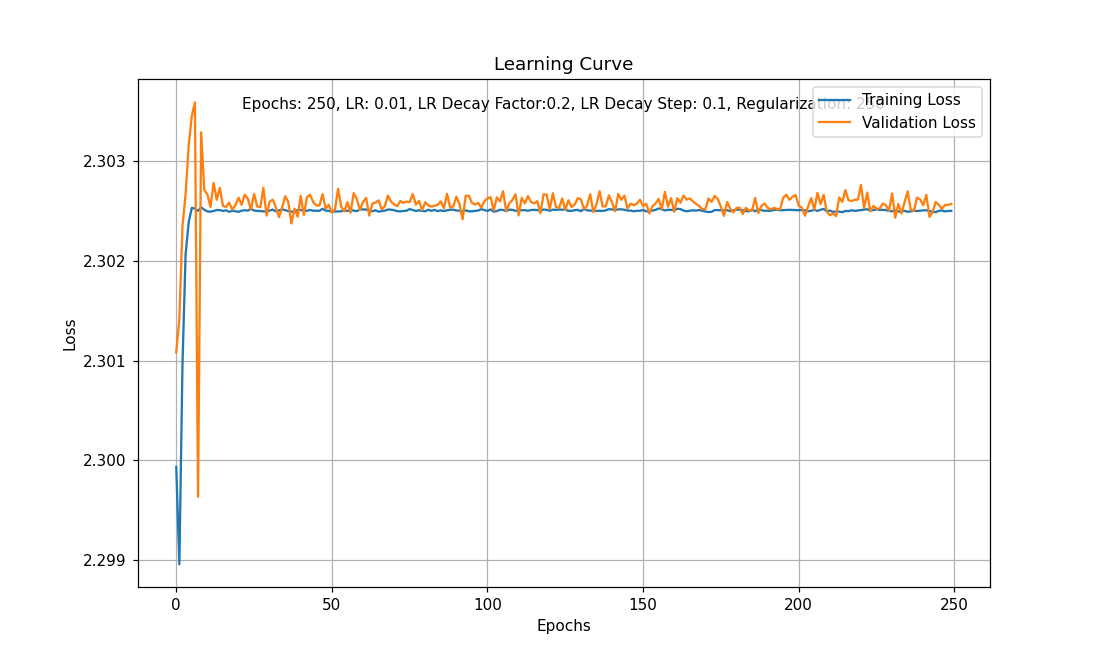 Learning Curve
Epochs: 250, LR: 0.01, LR Decay Factor:0.2, LR Decay Step: 0.1, Regularization: 250
Training Loss
Validation Loss
2.303
2.302
2.301
2.300
2.299
Loss
0 50 100 150 200 250
Epochs